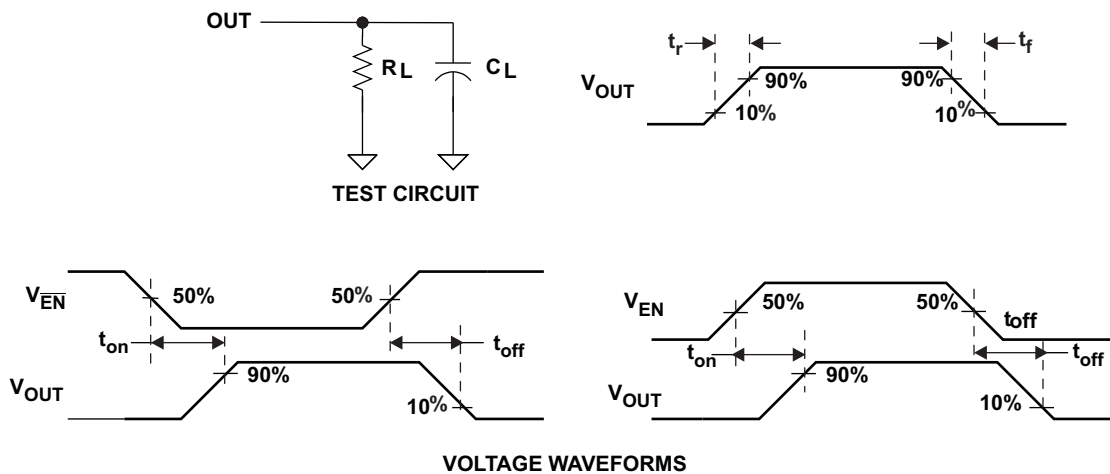 OUT
RL
CL
TEST CIRCUIT
tr
tf
VOUT
90%
90%
10%
10%
VE̅N̅
50%
50%
ton
toff
VOUT
90%
10%
VEN
50%
50%
toff
ton
toff
VOUT
90%
10%
VOLTAGE WAVEFORMS